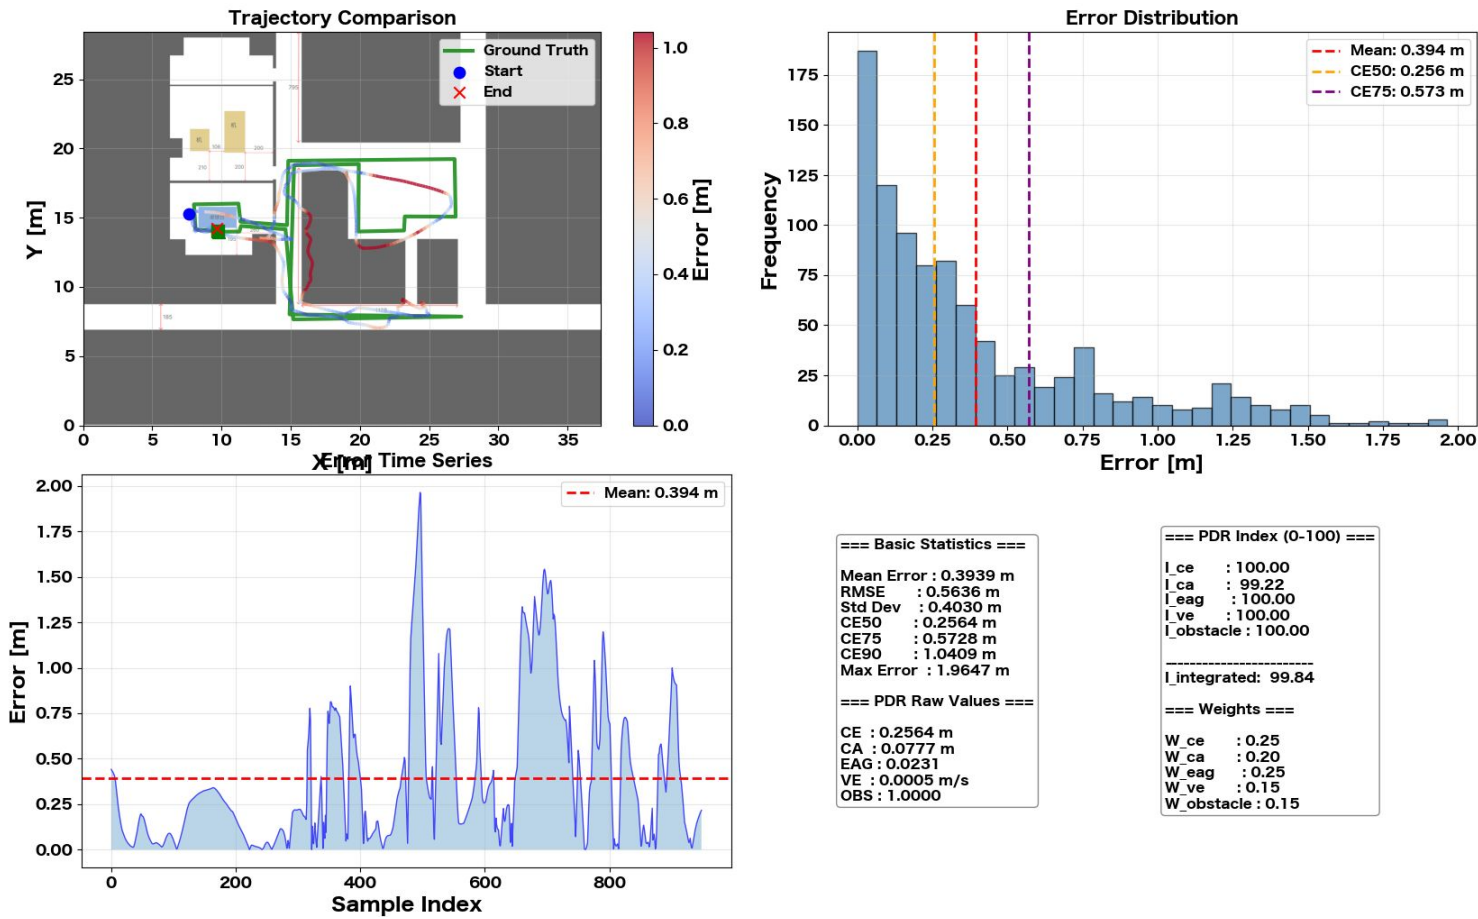 Trajectory Comparison
Ground Truth
Start
End
25
20
15
10
5
0
Y [m]
0
5
10
15
20
25
30
35
X [m]
1.0
0.8
0.6
0.4
0.2
0.0
Error [m]
Error Distribution
Mean: 0.394 m
CE50: 0.256 m
CE75: 0.573 m
175
150
125
100
75
50
25
0
Frequency
0.00
0.25
0.50
0.75
1.00
1.25
1.50
1.75
2.00
Error [m]
Error Time Series
Mean: 0.394 m
2.00
1.75
1.50
1.25
1.00
0.75
0.50
0.25
0.00
Error [m]
0
200
400
600
800
Sample Index
=== Basic Statistics ===
Mean Error : 0.3939 m
RMSE : 0.5636 m
Std Dev : 0.4030 m
CE50 : 0.2564 m
CE75 : 0.5728 m
CE90 : 1.0409 m
Max Error : 1.9647 m
=== PDR Raw Values ===
CE : 0.2564 m
CA : 0.0777 m
EAG : 0.0231
VE : 0.0005 m/s
OBS : 1.0000
=== PDR Index (0-100) ===
I_ce : 100.00
I_ca : 99.22
I_eag : 100.00
I_ve : 100.00
I_obstacle : 100.00
------------------------
I_integrated: 99.84
=== Weights ===
W_ce : 0.25
W_ca : 0.20
W_eag : 0.25
W_ve : 0.15
W_obstacle : 0.15